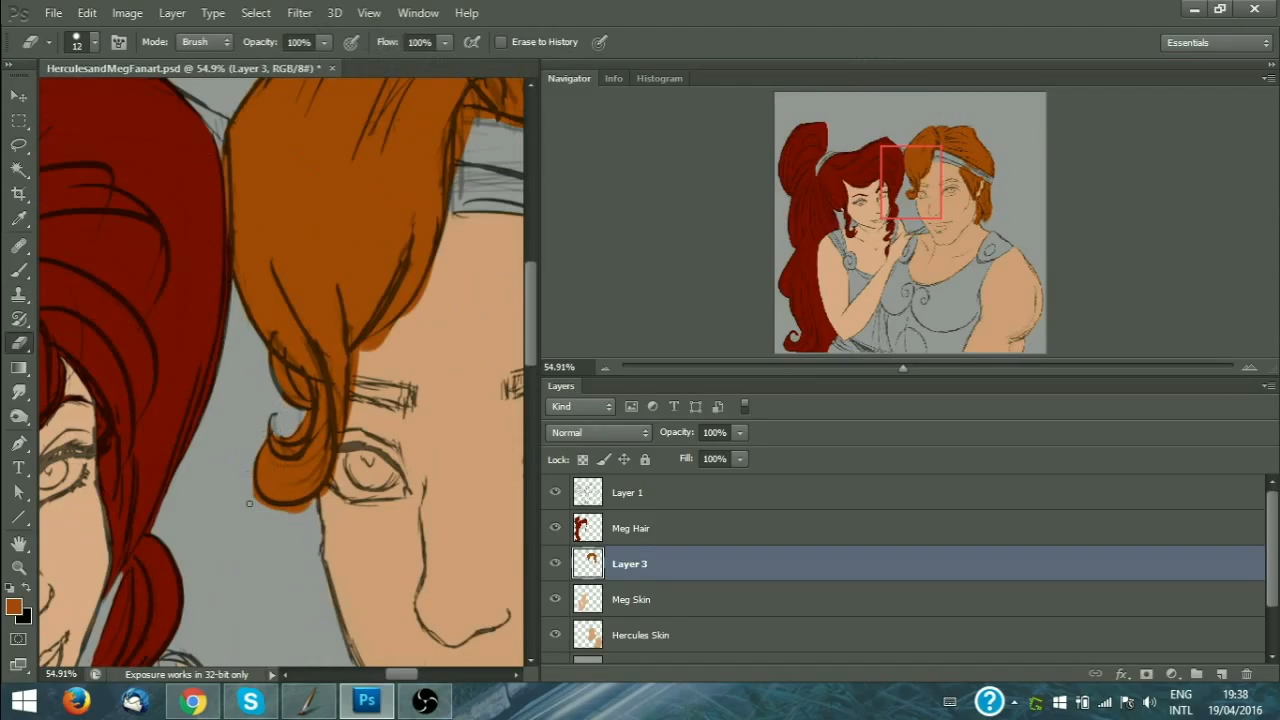 Ps File Edit Image Layer Type Select Filter 3D View Window Help
12 Mode: Brush Opacity: 100% Flow: 100% Erase to History Essentials
HerculesandMegFanart.psd @ 54.9% (Layer 3, RGB/8#) *
Navigator Info Histogram
54.91%
Layers
Kind
Normal Opacity: 100%
Lock: Fill: 100%
Layer 1
Meg Hair
Layer 3
Meg Skin
Hercules Skin
54.91% Exposure works in 32-bit only
Ps
ENG 19:38
INTL 19/04/2016